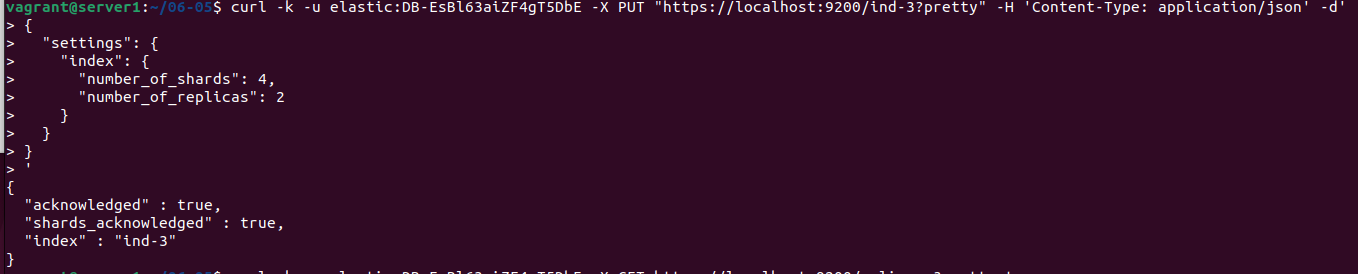 vagrant@server1:~/06-05$ curl -k -u elastic:DB-EsBl63aiZF4gT5DbE -X PUT "https://localhost:9200/ind-3?pretty" -H 'Content-Type: application/json' -d'
> {
>   "settings": {
>     "index": {
>       "number_of_shards": 4,
>       "number_of_replicas": 2
>     }
>   }
> }
> '
{
  "acknowledged" : true,
  "shards_acknowledged" : true,
  "index" : "ind-3"
}